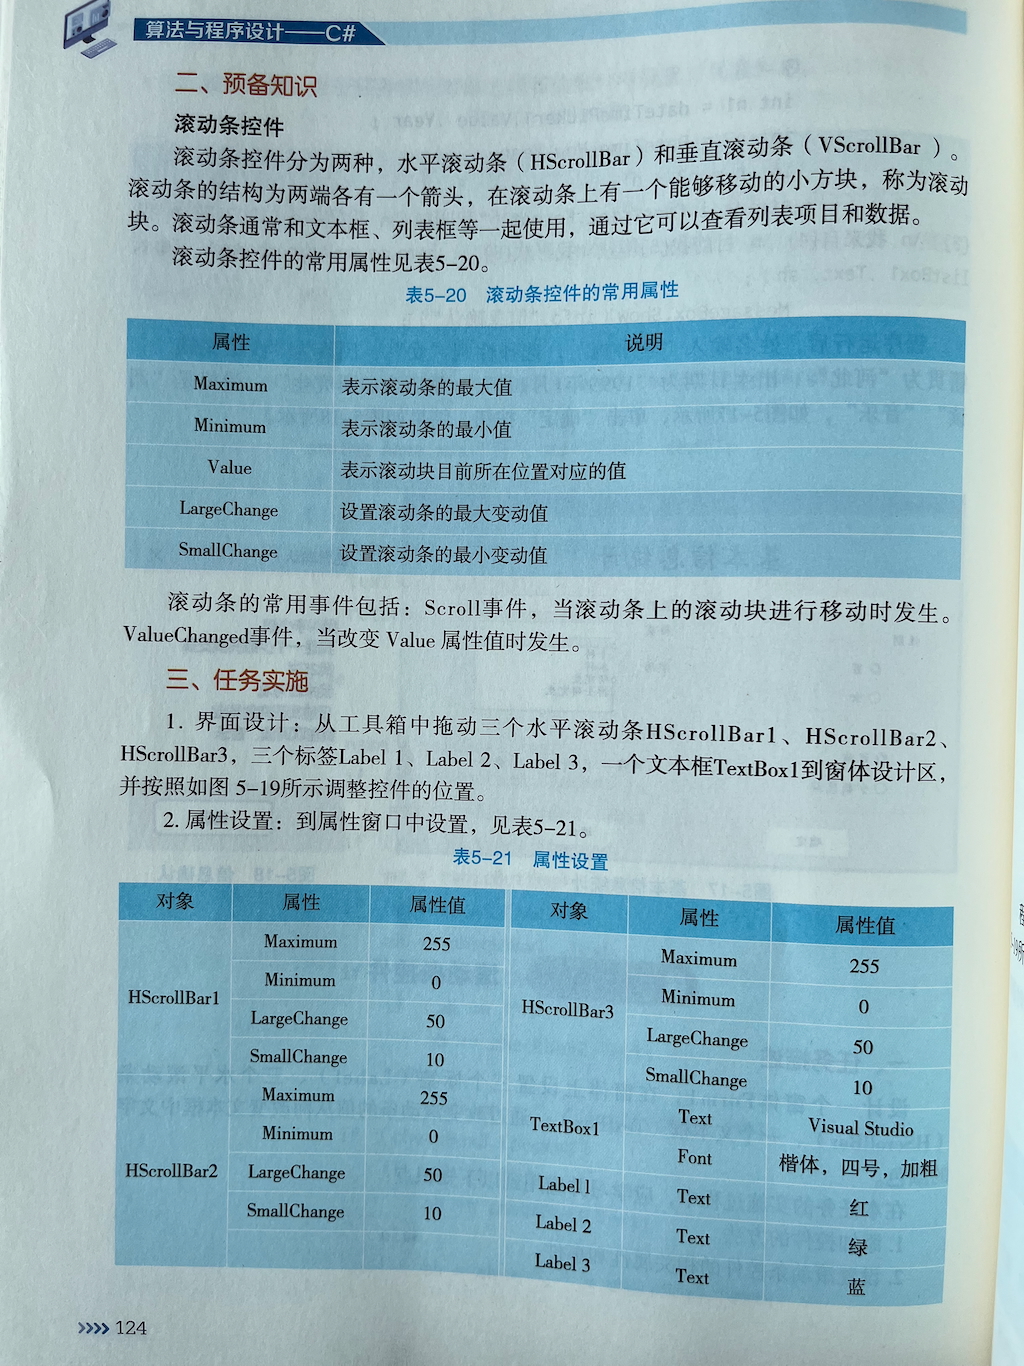 算法与程序设计——C#
二、预备知识
滚动条控件
滚动条控件分为两种，水平滚动条（HScrollBar）和垂直滚动条（VScrollBar ）。
滚动条的结构为两端各有一个箭头，在滚动条上有一个能够移动的小方块，称为滚动
块。滚动条通常和文本框、列表框等一起使用，通过它可以查看列表项目和数据。
滚动条控件的常用属性见表5-20。
表5-20 滚动条控件的常用属性
属性 说明
Maximum 表示滚动条的最大值
Minimum 表示滚动条的最小值
Value 表示滚动块目前所在位置对应的值
LargeChange 设置滚动条的最大变动值
SmallChange 设置滚动条的最小变动值
滚动条的常用事件包括：Scroll事件，当滚动条上的滚动块进行移动时发生。
ValueChanged事件，当改变 Value 属性值时发生。
三、任务实施
1. 界面设计：从工具箱中拖动三个水平滚动条HScrollBar1、HScrollBar2、
HScrollBar3，三个标签Label 1、Label 2、Label 3，一个文本框TextBox1到窗体设计区，
并按照如图 5-19所示调整控件的位置。
2. 属性设置：到属性窗口中设置，见表5-21。
表5-21 属性设置
对象 属性 属性值
HScrollBar1
Maximum 255
Minimum 0
LargeChange 50
SmallChange 10
HScrollBar2
Maximum 255
Minimum 0
LargeChange 50
SmallChange 10
对象 属性 属性值
HScrollBar3
Maximum 255
Minimum 0
LargeChange 50
SmallChange 10
TextBox1
Text Visual Studio
Font 楷体，四号，加粗
Label 1 Text 红
Label 2 Text 绿
Label 3 Text 蓝
124